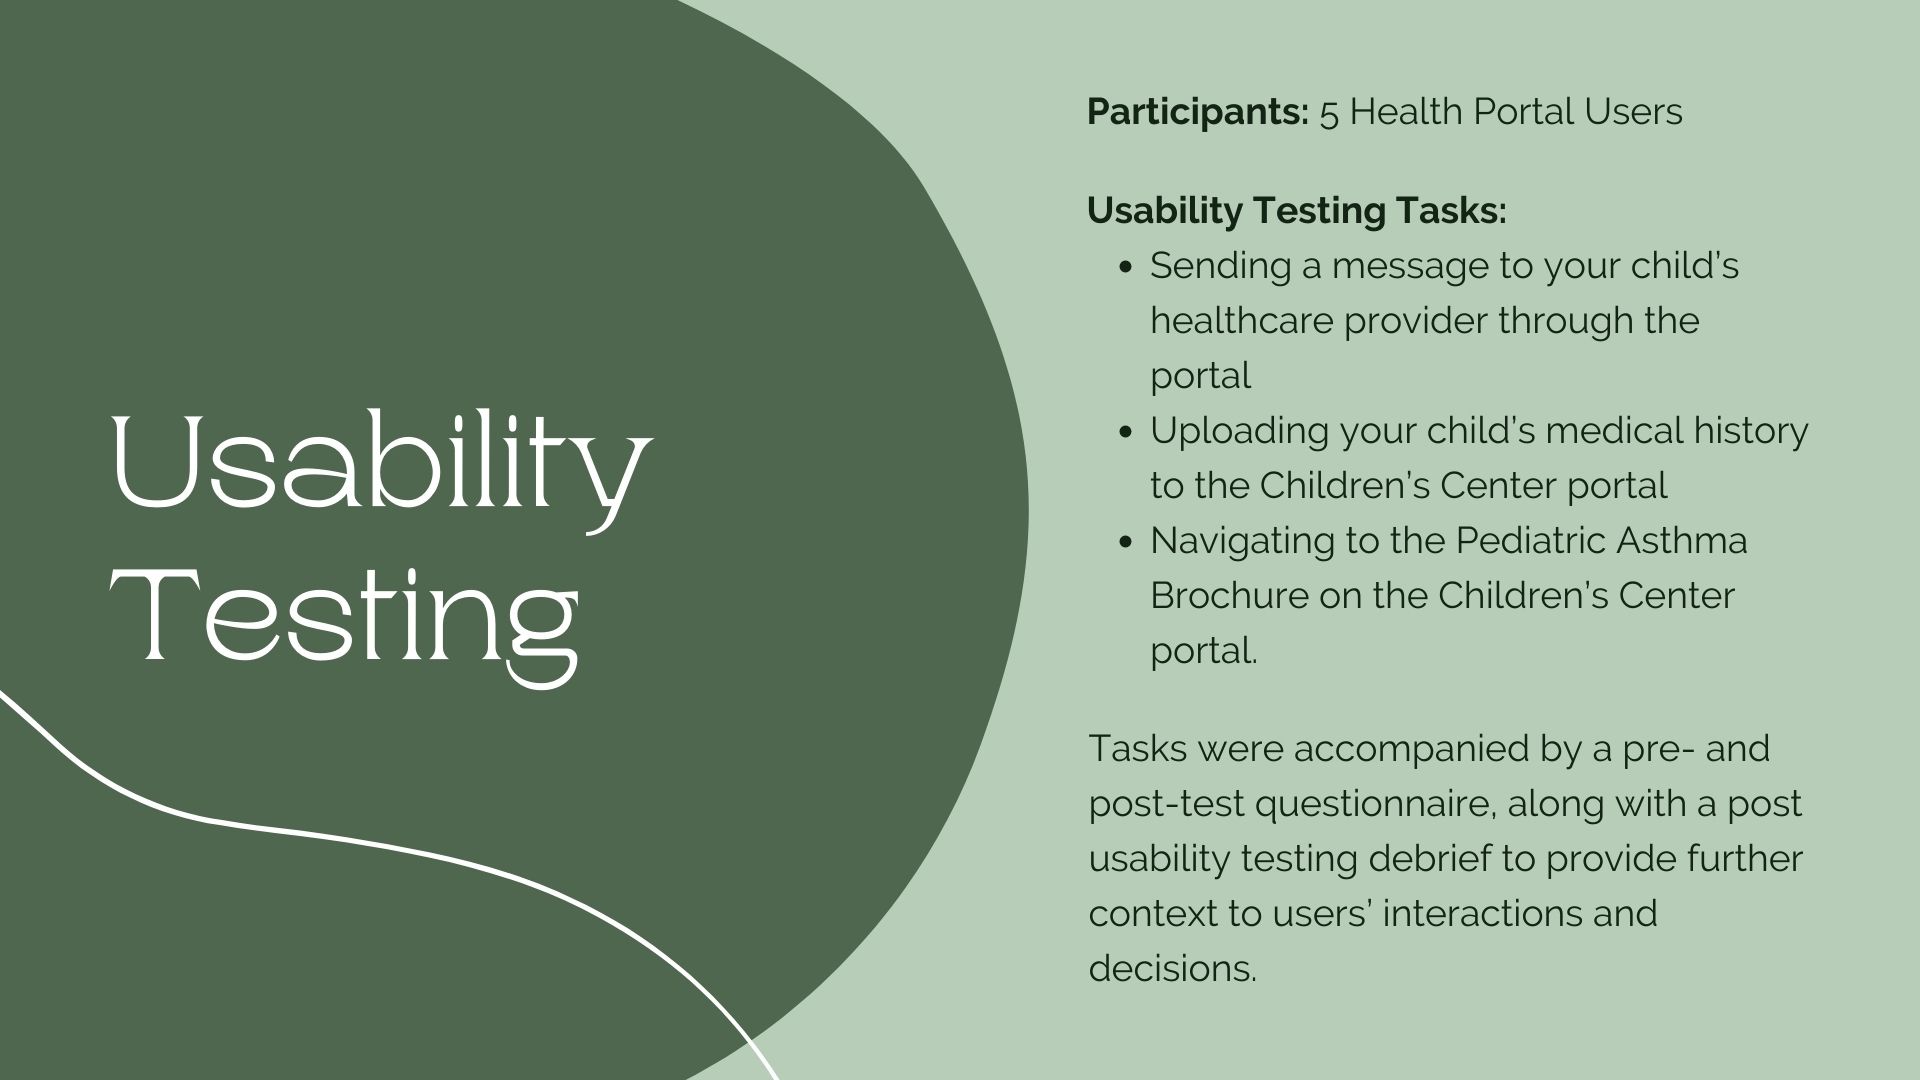 Usability
Testing
Participants: 5 Health Portal Users
Usability Testing Tasks:
• Sending a message to your child’s
healthcare provider through the
portal
• Uploading your child’s medical history
to the Children’s Center portal
• Navigating to the Pediatric Asthma
Brochure on the Children’s Center
portal.
Tasks were accompanied by a pre- and
post-test questionnaire, along with a post
usability testing debrief to provide further
context to users’ interactions and
decisions.